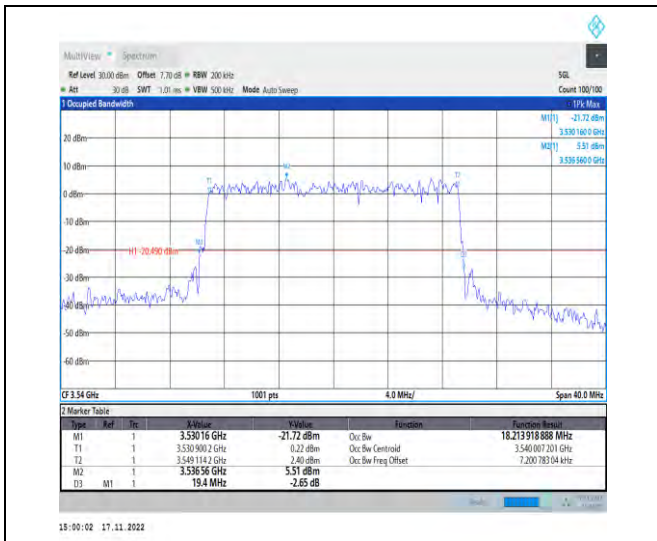 MultiView Spectrum
Ref Level 30.00 dBm Offset 7.70 dB RBW 200 kHz SGL
Att 30 dB SWT 1.01 ms VBW 500 kHz Mode Auto Sweep Count 100/100
1 Occupied Bandwidth 1Pk Max
M1[1] -21.72 dBm
3.530 160 0 GHz
M2[1] 5.51 dBm
3.536 560 0 GHz
20 dBm
10 dBm
M2
T1 T2
0 dBm
-10 dBm
-20 dBm H1 -20.490 dBm M1
D3
-30 dBm
-40 dBm
-50 dBm
-60 dBm
CF 3.54 GHz 1001 pts 4.0 MHz/ Span 40.0 MHz
2 Marker Table
Type Ref Trc X-Value Y-Value Function Function Result
M1 1 3.53016 GHz -21.72 dBm Occ Bw 18.213 918 888 MHz
T1 1 3.530 900 2 GHz 0.22 dBm Occ Bw Centroid 3.540 007 201 GHz
T2 1 3.549 114 2 GHz 2.40 dBm Occ Bw Freq Offset 7.200 783 04 kHz
M2 1 3.536 56 GHz 5.51 dBm
D3 M1 1 19.4 MHz -2.65 dB
15:00:02 17.11.2022